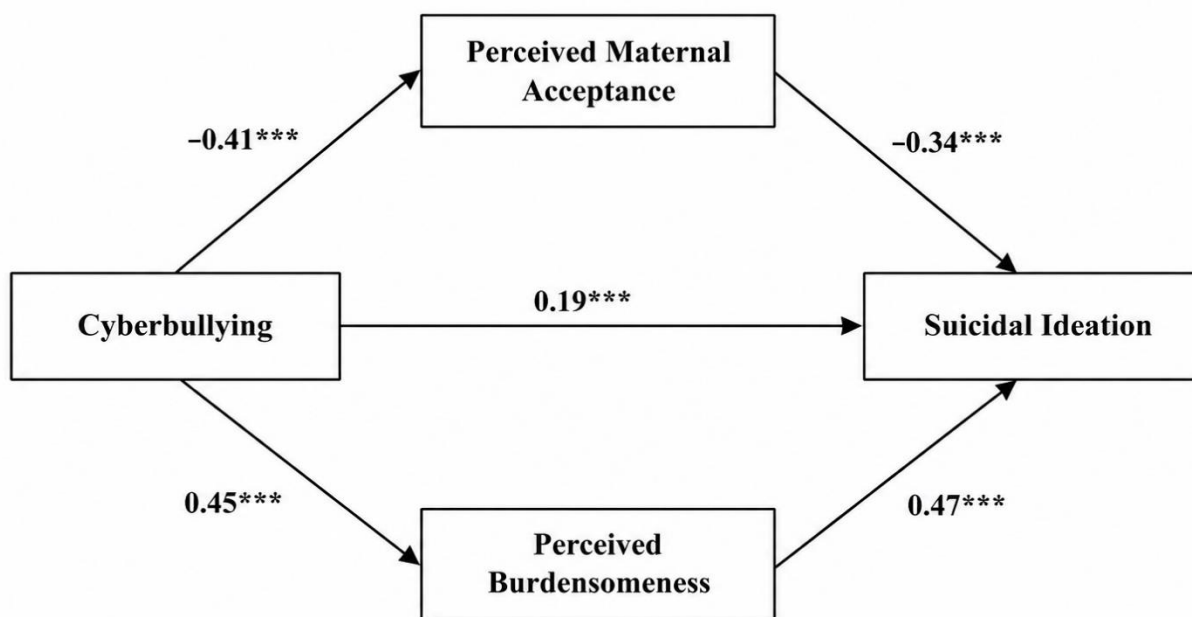 Perceived Maternal
Acceptance
−0.41***
−0.34***
Cyberbullying
0.19***
Suicidal Ideation
0.45***
0.47***
Perceived
Burdensomeness